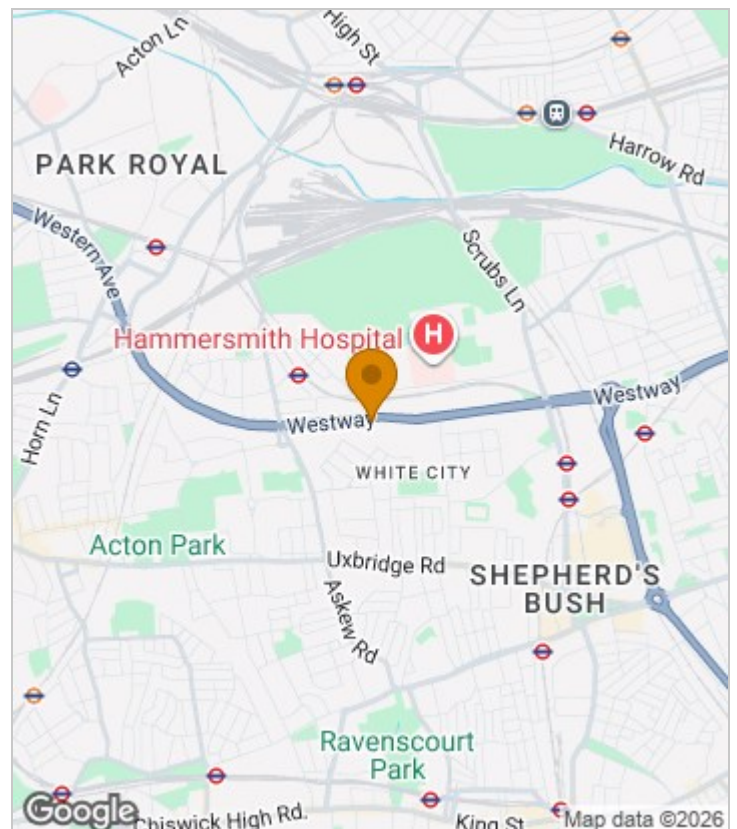 Acton Ln
High St
PARK ROYAL
Harrow Rd
Western Ave
Scrubs Ln
Hammersmith Hospital
H
Westway
Westway
Horn Ln
WHITE CITY
Acton Park
Uxbridge Rd
SHEPHERD'S
BUSH
Askew Rd
Ravenscourt
Park
Google
Chiswick High Rd.
King St
Map data ©2026